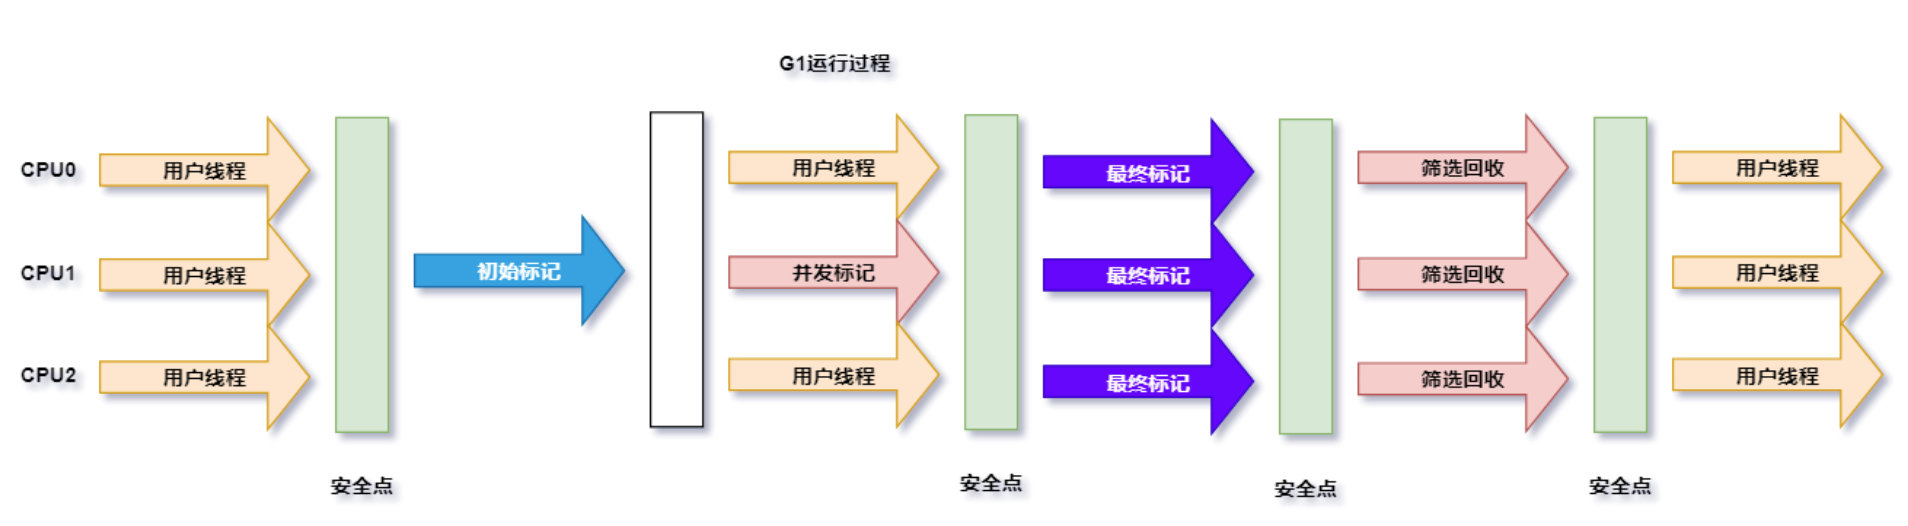 G1运行过程
CPU0 用户线程 用户线程 最终标记 筛选回收 用户线程
CPU1 用户线程 初始标记 并发标记 最终标记 筛选回收 用户线程
CPU2 用户线程 用户线程 最终标记 筛选回收 用户线程
安全点 安全点 安全点 安全点